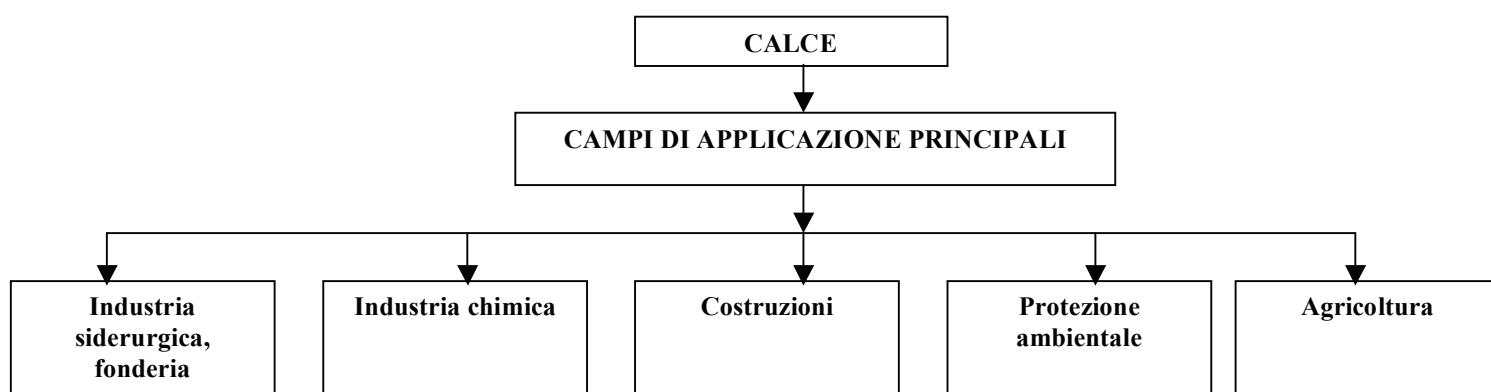 CALCE
CAMPI DI APPLICAZIONE PRINCIPALI
Industria
siderurgica,
fonderia
Industria chimica
Costruzioni
Protezione
ambientale
Agricoltura